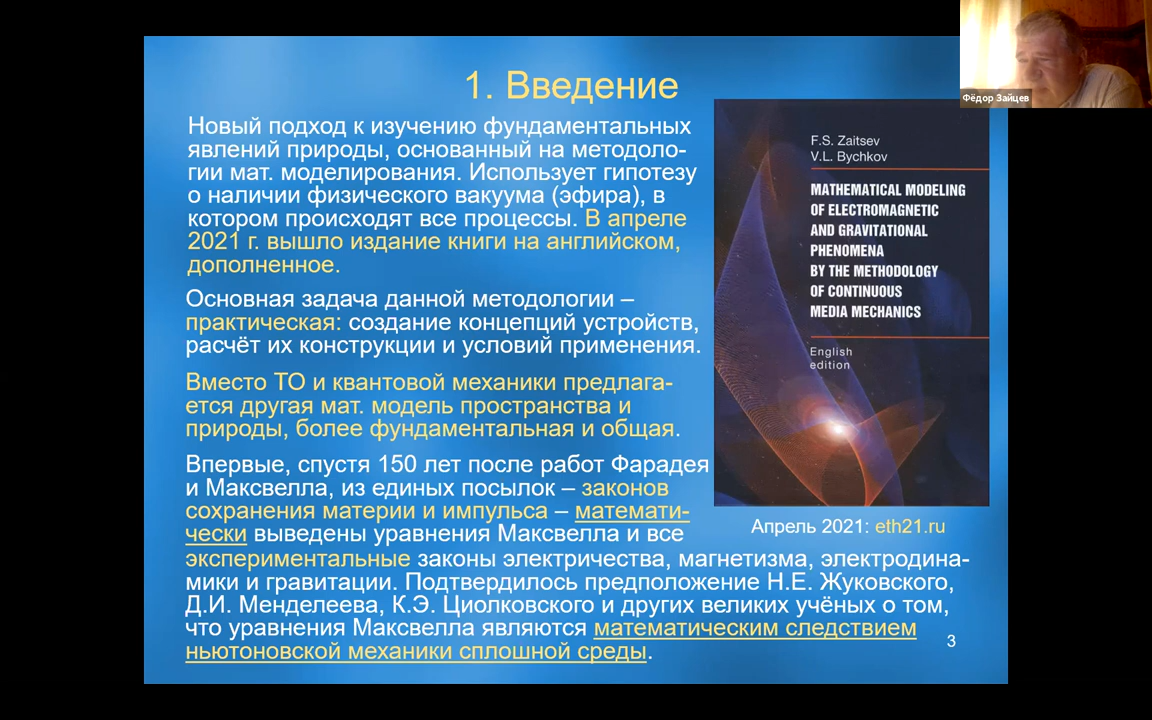 1. Введение
Фёдор Зайцев
Новый подход к изучению фундаментальных
явлений природы, основанный на методоло-
гии мат. моделирования. Использует гипотезу
о наличии физического вакуума (эфира), в
котором происходят все процессы. В апреле
2021 г. вышло издание книги на английском,
дополненное.
Основная задача данной методологии –
практическая: создание концепций устройств,
расчёт их конструкции и условий применения.
Вместо ТО и квантовой механики предлага-
ется другая мат. модель пространства и
природы, более фундаментальная и общая.
Впервые, спустя 150 лет после работ Фарадея
и Максвелла, из единых посылок – законов
сохранения материи и импульса – математи-
чески выведены уравнения Максвелла и все
экспериментальные законы электричества, магнетизма, электродина-
мики и гравитации. Подтвердилось предположение Н.Е. Жуковского,
Д.И. Менделеева, К.Э. Циолковского и других великих учёных о том,
что уравнения Максвелла являются математическим следствием
ньютоновской механики сплошной среды.
F.S. Zaitsev
V.L. Bychkov
MATHEMATICAL MODELING
OF ELECTROMAGNETIC
AND GRAVITATIONAL
PHENOMENA
BY THE METHODOLOGY
OF CONTINUOUS
MEDIA MECHANICS
English
edition
Апрель 2021: eth21.ru
3